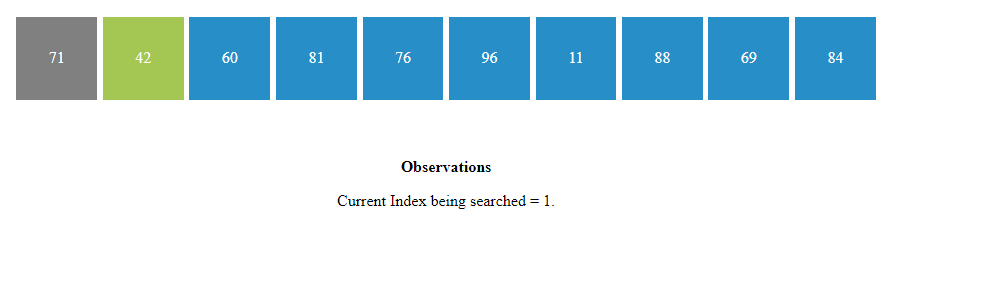 71 42 60 81 76 96 11 88 69 84
Observations
Current Index being searched = 1.